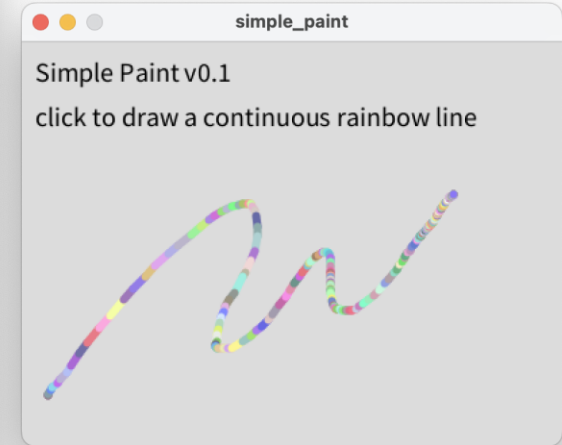 simple_paint
Simple Paint v0.1
click to draw a continuous rainbow line